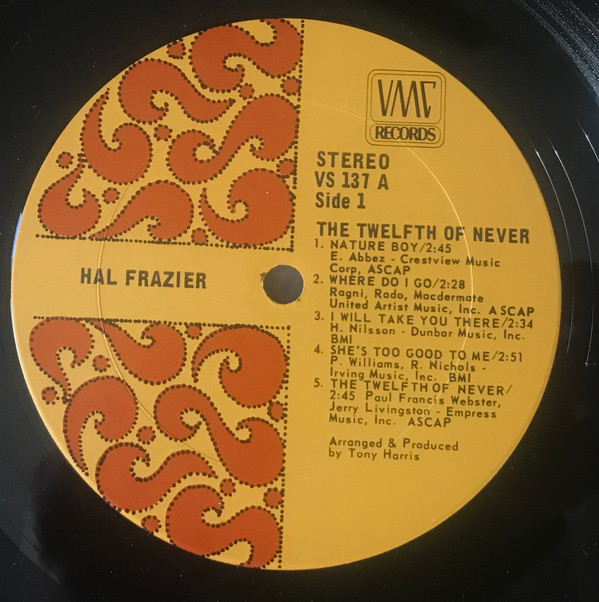 VMC
RECORDS
STEREO
VS 137 A
Side 1
HAL FRAZIER
THE TWELFTH OF NEVER
1. NATURE BOY/2:45
E. Abbez - Crestview Music
Corp, ASCAP
2. WHERE DO I GO/2:28
Ragni, Rado, Macdermate
United Artist Music, Inc. ASCAP
3. I WILL TAKE YOU THERE/2:34
H. Nilsson - Dunbar Music, Inc.
BMI
4. SHE'S TOO GOOD TO ME/2:51
P. Williams, R. Nichols -
Irving Music, Inc. BMI
5. THE TWELFTH OF NEVER/
2:45 Paul Francis Webster,
Jerry Livingston - Empress
Music, Inc. ASCAP
Arranged & Produced
by Tony Harris